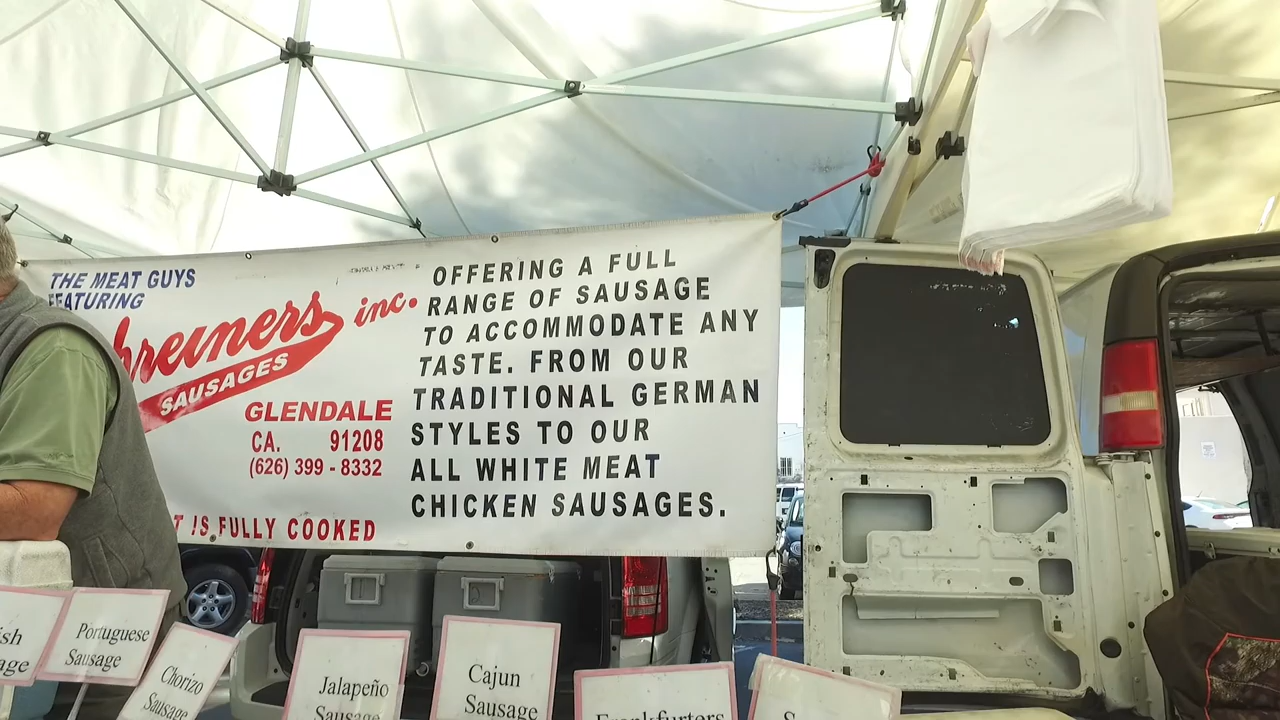 THE MEAT GUYS
FEATURING
inc.
SAUSAGES
GLENDALE
CA. 91208
(626) 399 - 8332
IS FULLY COOKED
OFFERING A FULL
RANGE OF SAUSAGE
TO ACCOMMODATE ANY
TASTE. FROM OUR
TRADITIONAL GERMAN
STYLES TO OUR
ALL WHITE MEAT
CHICKEN SAUSAGES.
Portuguese
Sausage
Chorizo
Sausage
Jalapeño
Sausage
Cajun
Sausage
Frankfurters